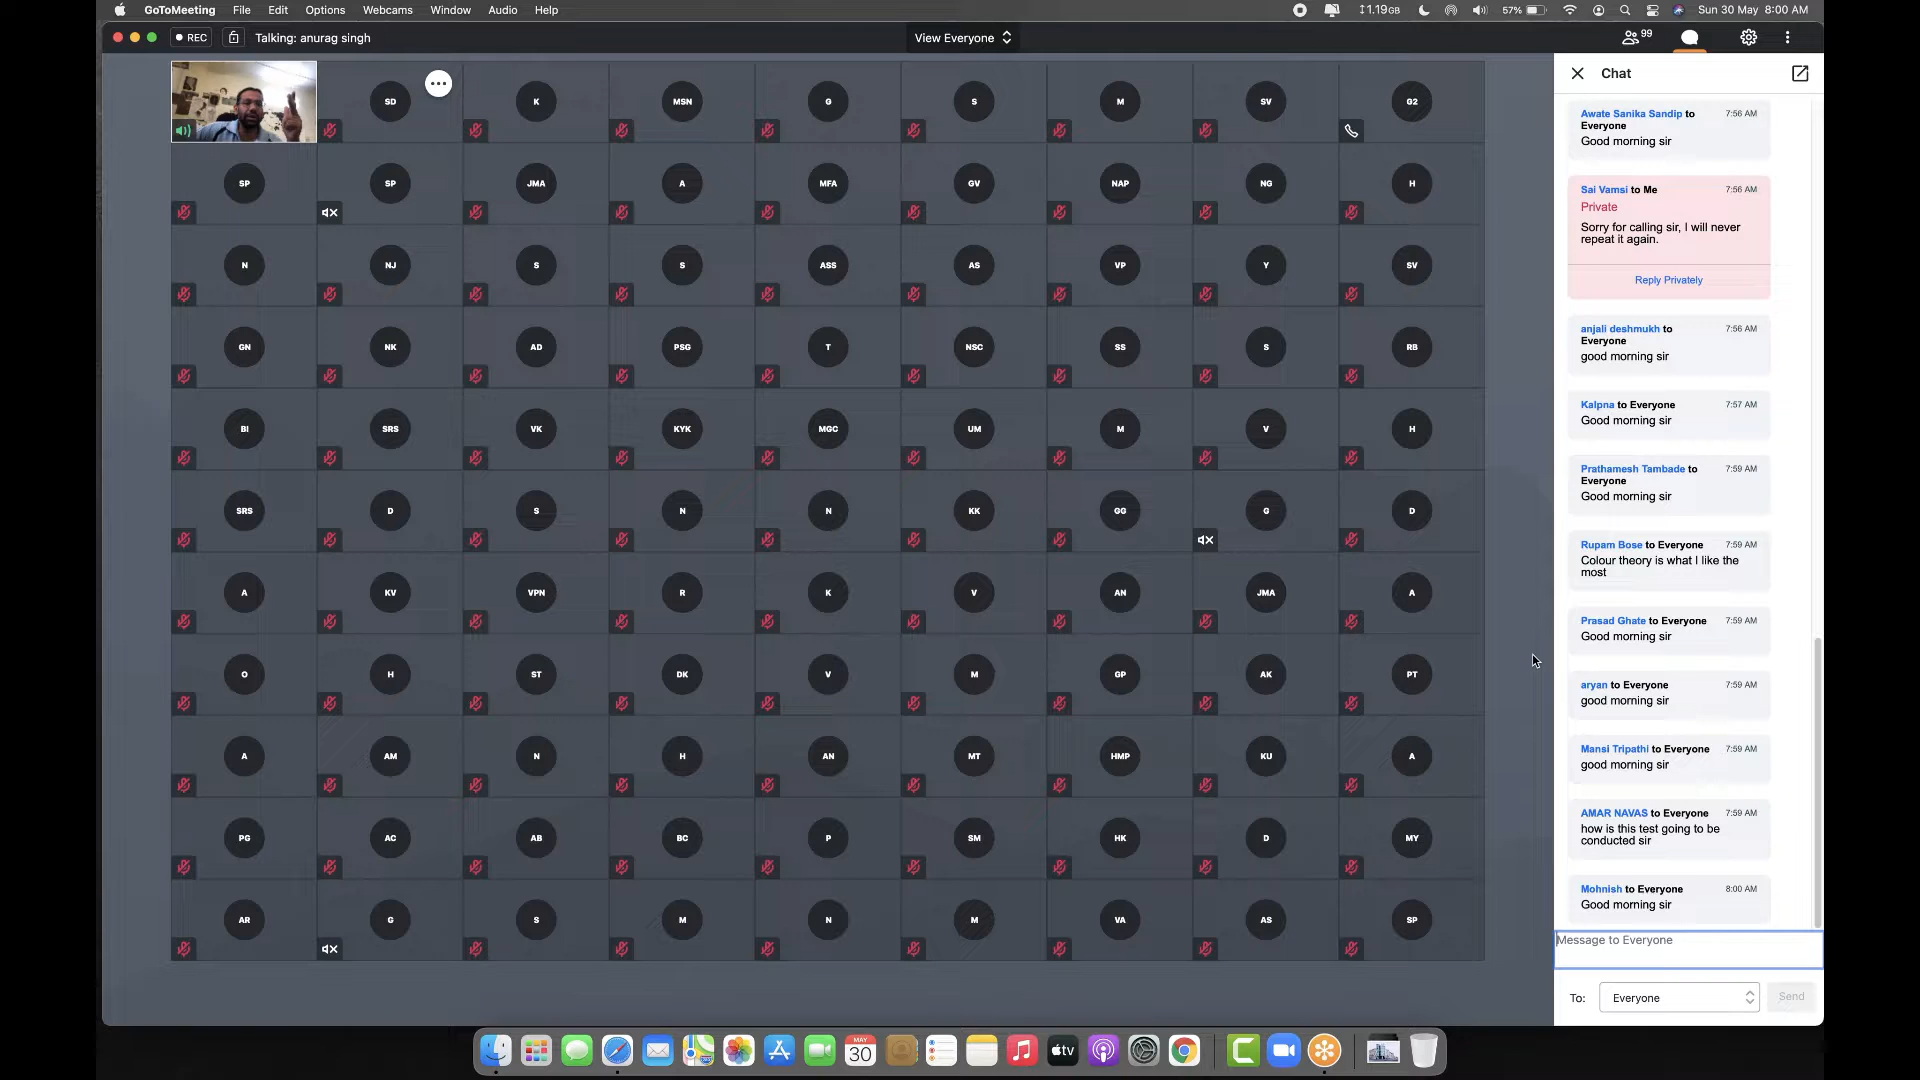 GoToMeeting File Edit Options Webcams Window Audio Help
1.19GB 57% Sun 30 May 8:00 AM
REC Talking: anurag singh
View Everyone
99
SD K MSN G S M SV G2
SP SP JMA A MFA GV NAP NG H
N NJ S S ASS AS VP Y SV
GN NK AD PSG T NSC SS S RB
BI SRS VK KYK MGC UM M V H
SRS D S N N KK GG G D
A KV VPN R K V AN JMA A
O H ST DK V M GP AK PT
A AM N H AN MT HMP KU A
PG AC AB BC P SM HK D MY
AR G S M N M VA AS SP
Chat
Awate Sanika Sandip to 7:56 AM
Everyone
Good morning sir
Sai Vamsi to Me 7:56 AM
Private
Sorry for calling sir, I will never
repeat it again.
Reply Privately
anjali deshmukh to 7:56 AM
Everyone
good morning sir
Kalpna to Everyone 7:57 AM
Good morning sir
Prathamesh Tambade to 7:59 AM
Everyone
Good morning sir
Rupam Bose to Everyone 7:59 AM
Colour theory is what I like the
most
Prasad Ghate to Everyone 7:59 AM
Good morning sir
aryan to Everyone 7:59 AM
good morning sir
Mansi Tripathi to Everyone 7:59 AM
good morning sir
AMAR NAVAS to Everyone 7:59 AM
how is this test going to be
conducted sir
Mohnish to Everyone 8:00 AM
Good morning sir
Message to Everyone
To: Everyone Send
MAY
30
tv